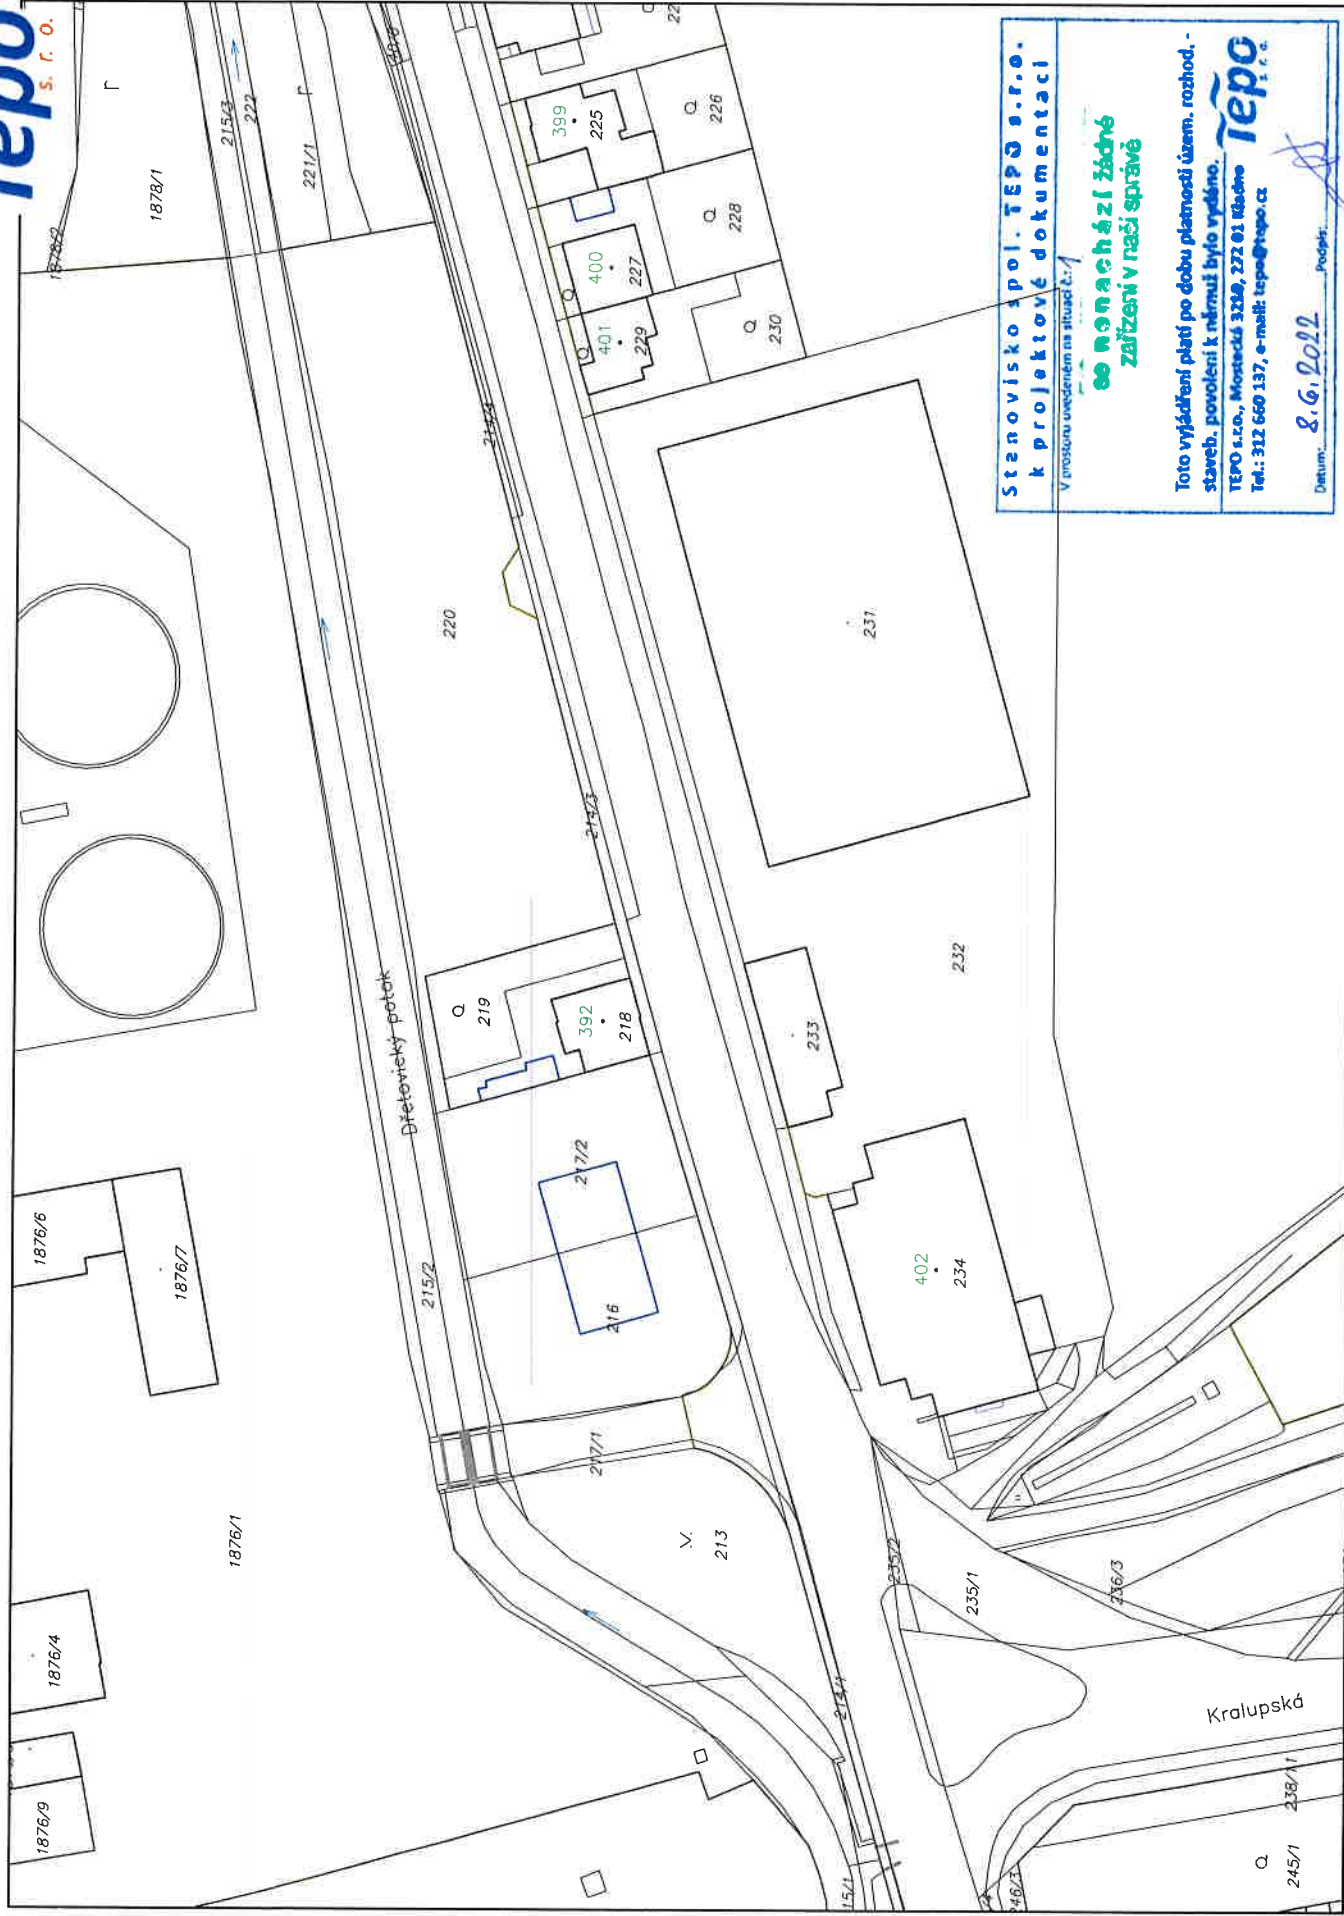 Tepo
s. r. o.
1878/2
1878/1
215/3
222
221/1
220
214/4
214/3
399
225
226
400
227
228
401
229
230
231
232
233
402
234
Dřetovický potok
219
392
218
217/2
216
215/2
217/1
213
1876/6
1876/7
1876/1
1876/4
1876/9
214/1
235/2
235/1
236/3
Kralupská
238/11
245/1
246/3
15/1
Stanovisko spol. TEPO s.r.o.
k projektové dokumentaci
V prostoru uvedeném na situaci č.: 1
se nenachází žádné
zařízení v naší správě
Toto vyjádření platí po dobu platnosti územ. rozhod. -
staveb. povolení k němuž bylo vydáno.
TEPO s.r.o., Mostecká 3210, 272 01 Kladno
Tel.: 312 660 137, e-mail: tepo@tepo.cz
Tepo
s. r. o.
Datum: 8.6.2022 Podpis: